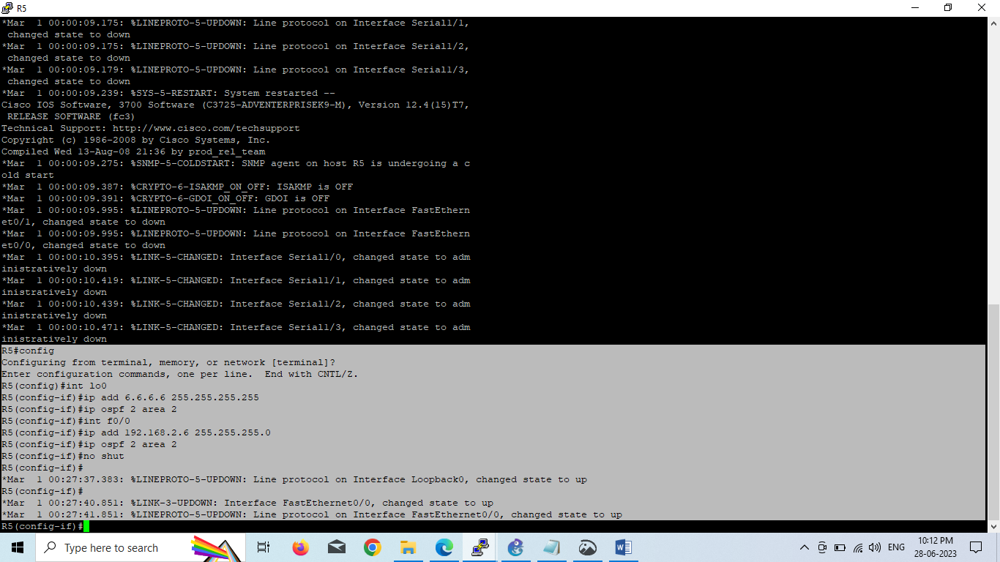 R5
*Mar  1 00:00:09.175: %LINEPROTO-5-UPDOWN: Line protocol on Interface Serial1/1,
 changed state to down
*Mar  1 00:00:09.175: %LINEPROTO-5-UPDOWN: Line protocol on Interface Serial1/2,
 changed state to down
*Mar  1 00:00:09.179: %LINEPROTO-5-UPDOWN: Line protocol on Interface Serial1/3,
 changed state to down
*Mar  1 00:00:09.239: %SYS-5-RESTART: System restarted --
Cisco IOS Software, 3700 Software (C3725-ADVENTERPRISEK9-M), Version 12.4(15)T7,
 RELEASE SOFTWARE (fc3)
Technical Support: http://www.cisco.com/techsupport
Copyright (c) 1986-2008 by Cisco Systems, Inc.
Compiled Wed 13-Aug-08 21:36 by prod_rel_team
*Mar  1 00:00:09.275: %SNMP-5-COLDSTART: SNMP agent on host R5 is undergoing a c
old start
*Mar  1 00:00:09.387: %CRYPTO-6-ISAKMP_ON_OFF: ISAKMP is OFF
*Mar  1 00:00:09.391: %CRYPTO-6-GDOI_ON_OFF: GDOI is OFF
*Mar  1 00:00:09.995: %LINEPROTO-5-UPDOWN: Line protocol on Interface FastEthern
et0/1, changed state to down
*Mar  1 00:00:09.995: %LINEPROTO-5-UPDOWN: Line protocol on Interface FastEthern
et0/0, changed state to down
*Mar  1 00:00:10.395: %LINK-5-CHANGED: Interface Serial1/0, changed state to adm
inistratively down
*Mar  1 00:00:10.419: %LINK-5-CHANGED: Interface Serial1/1, changed state to adm
inistratively down
*Mar  1 00:00:10.439: %LINK-5-CHANGED: Interface Serial1/2, changed state to adm
inistratively down
*Mar  1 00:00:10.471: %LINK-5-CHANGED: Interface Serial1/3, changed state to adm
inistratively down
R5#config
Configuring from terminal, memory, or network [terminal]?
Enter configuration commands, one per line.  End with CNTL/Z.
R5(config)#int lo0
R5(config-if)#ip add 6.6.6.6 255.255.255.255
R5(config-if)#ip ospf 2 area 2
R5(config-if)#int f0/0
R5(config-if)#ip add 192.168.2.6 255.255.255.0
R5(config-if)#ip ospf 2 area 2
R5(config-if)#no shut
R5(config-if)#
*Mar  1 00:27:37.383: %LINEPROTO-5-UPDOWN: Line protocol on Interface Loopback0, changed state to up
R5(config-if)#
*Mar  1 00:27:40.851: %LINK-3-UPDOWN: Interface FastEthernet0/0, changed state to up
*Mar  1 00:27:41.851: %LINEPROTO-5-UPDOWN: Line protocol on Interface FastEthernet0/0, changed state to up
R5(config-if)#
Type here to search
ENG
10:12 PM
28-06-2023